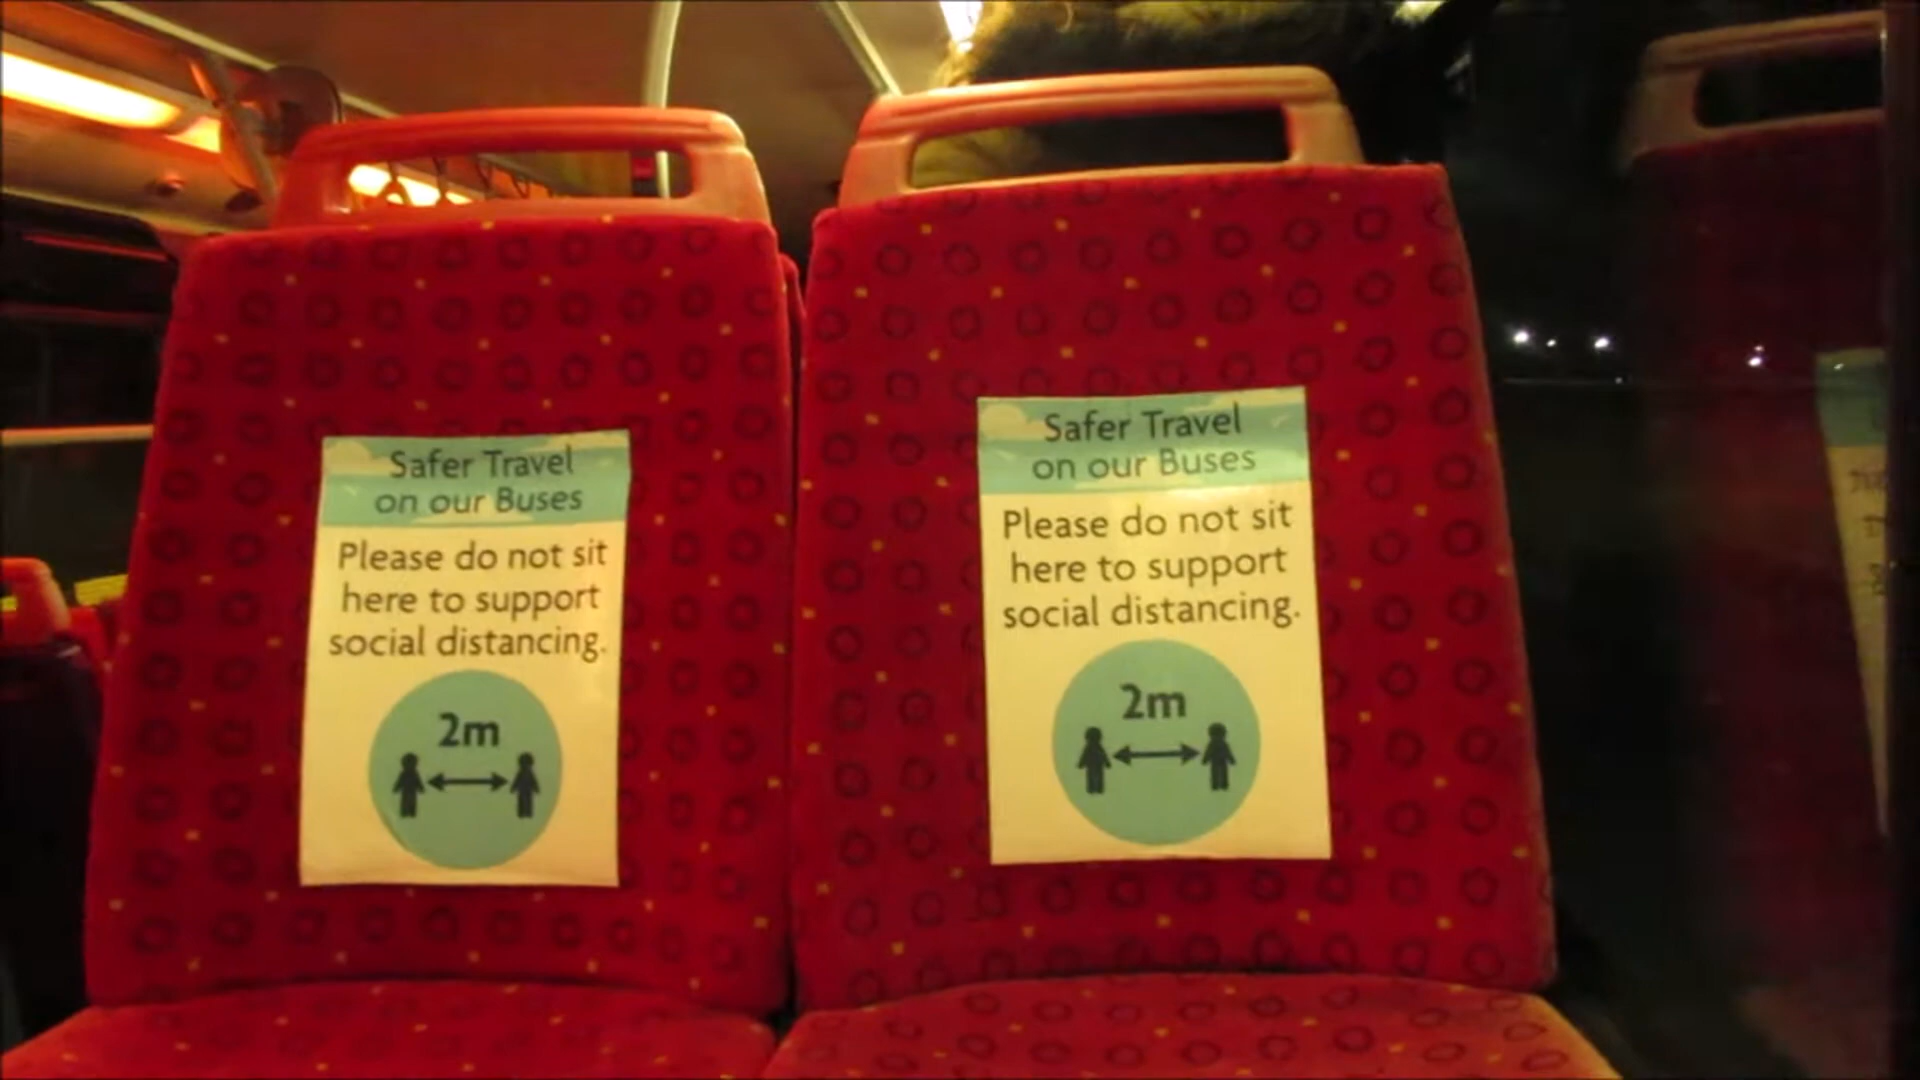 Safer Travel
on our Buses
Please do not sit
here to support
social distancing.
2m
Safer Travel
on our Buses
Please do not sit
here to support
social distancing.
2m